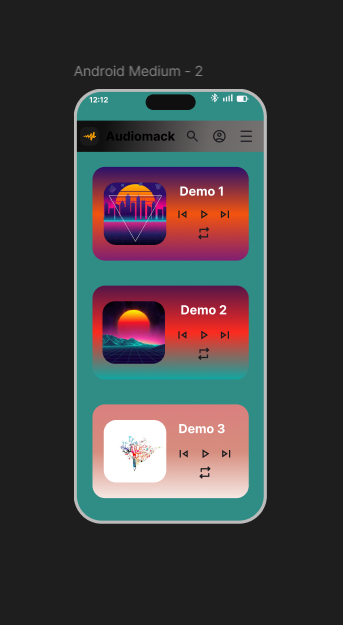 Android Medium - 2
12:12
Audiomack
Demo 1
Demo 2
Demo 3